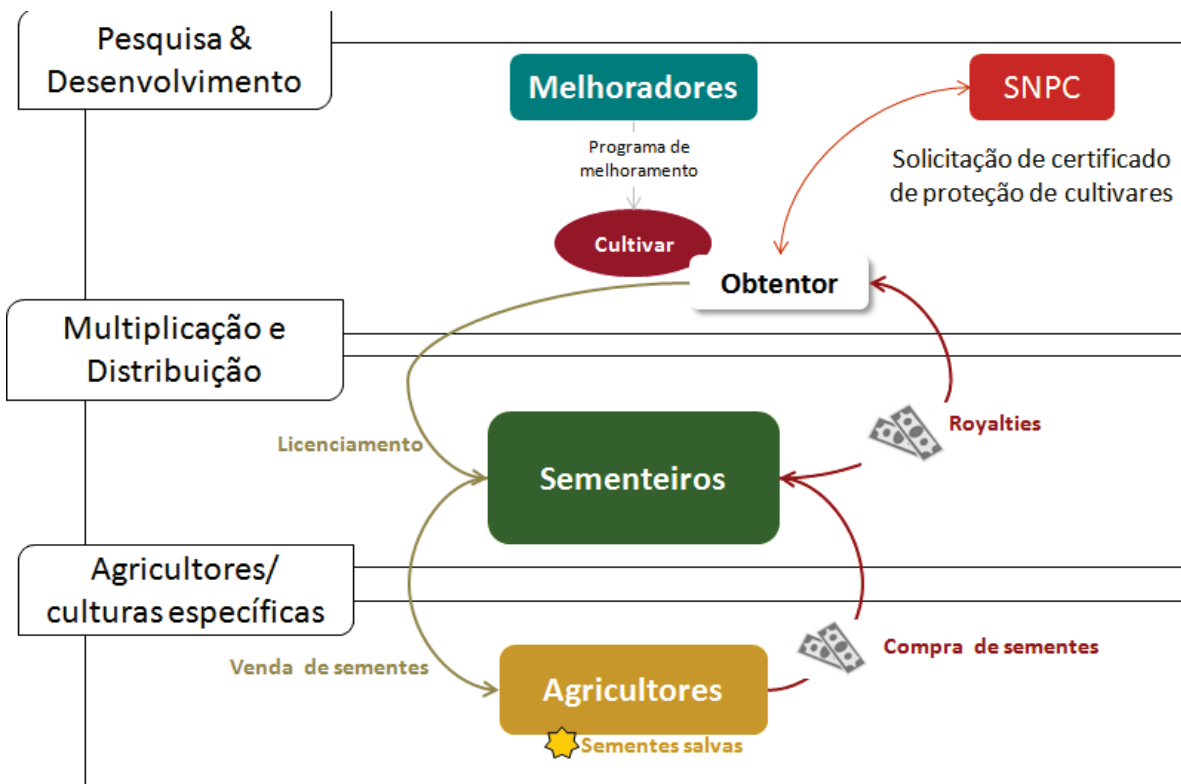 Pesquisa &
Desenvolvimento
Melhoradores
SNPC
Programa de
melhoramento
Solicitação de certificado
de proteção de cultivares
Cultivar
Obtentor
Multiplicação e
Distribuição
Licenciamento
Royalties
Sementeiros
Agricultores/
culturas específicas
Venda de sementes
Compra de sementes
Agricultores
Sementes salvas